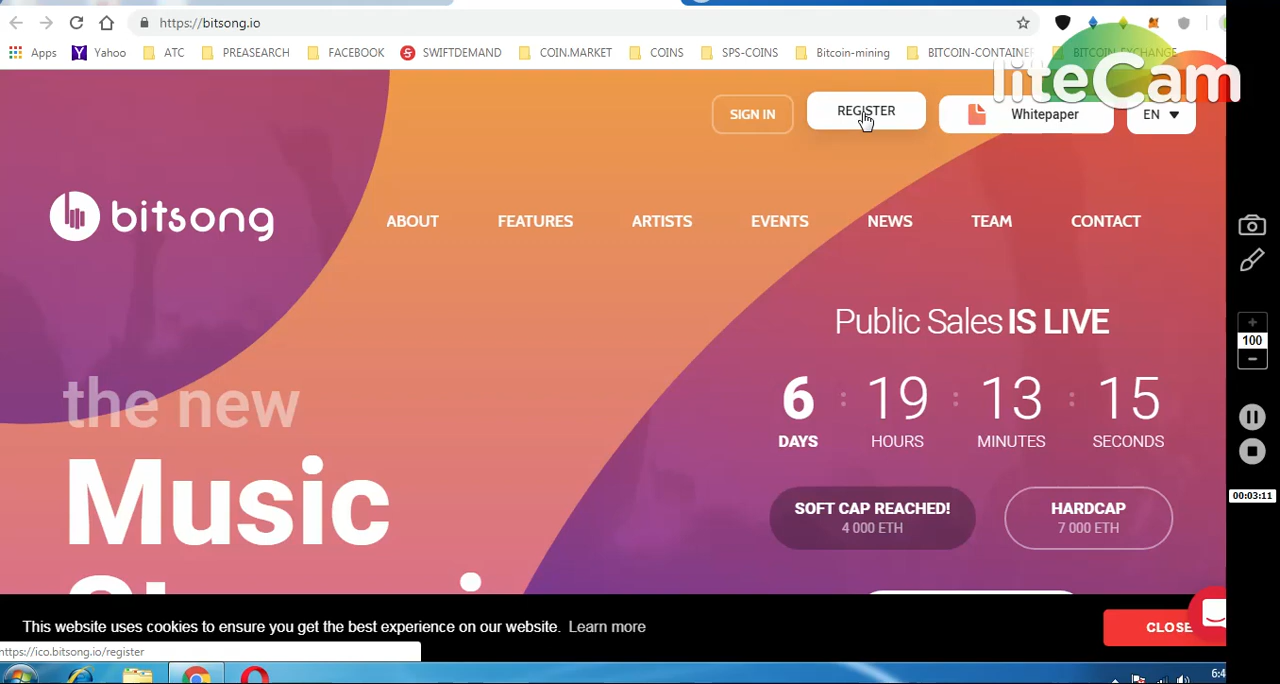 https://bitsong.io
Apps Yahoo ATC PREASEARCH FACEBOOK SWIFTDEMAND COIN.MARKET COINS SPS-COINS Bitcoin-mining BITCOIN-CONTAINER BITCOIN-EXCHANGE
liteCam
SIGN IN REGISTER Whitepaper EN
bitsong ABOUT FEATURES ARTISTS EVENTS NEWS TEAM CONTACT
Public Sales IS LIVE
6 : 19 : 13 : 15
DAYS HOURS MINUTES SECONDS
the new
Music
SOFT CAP REACHED! HARDCAP
4 000 ETH 7 000 ETH
100
00:03:11
This website uses cookies to ensure you get the best experience on our website. Learn more CLOSE
https://ico.bitsong.io/register